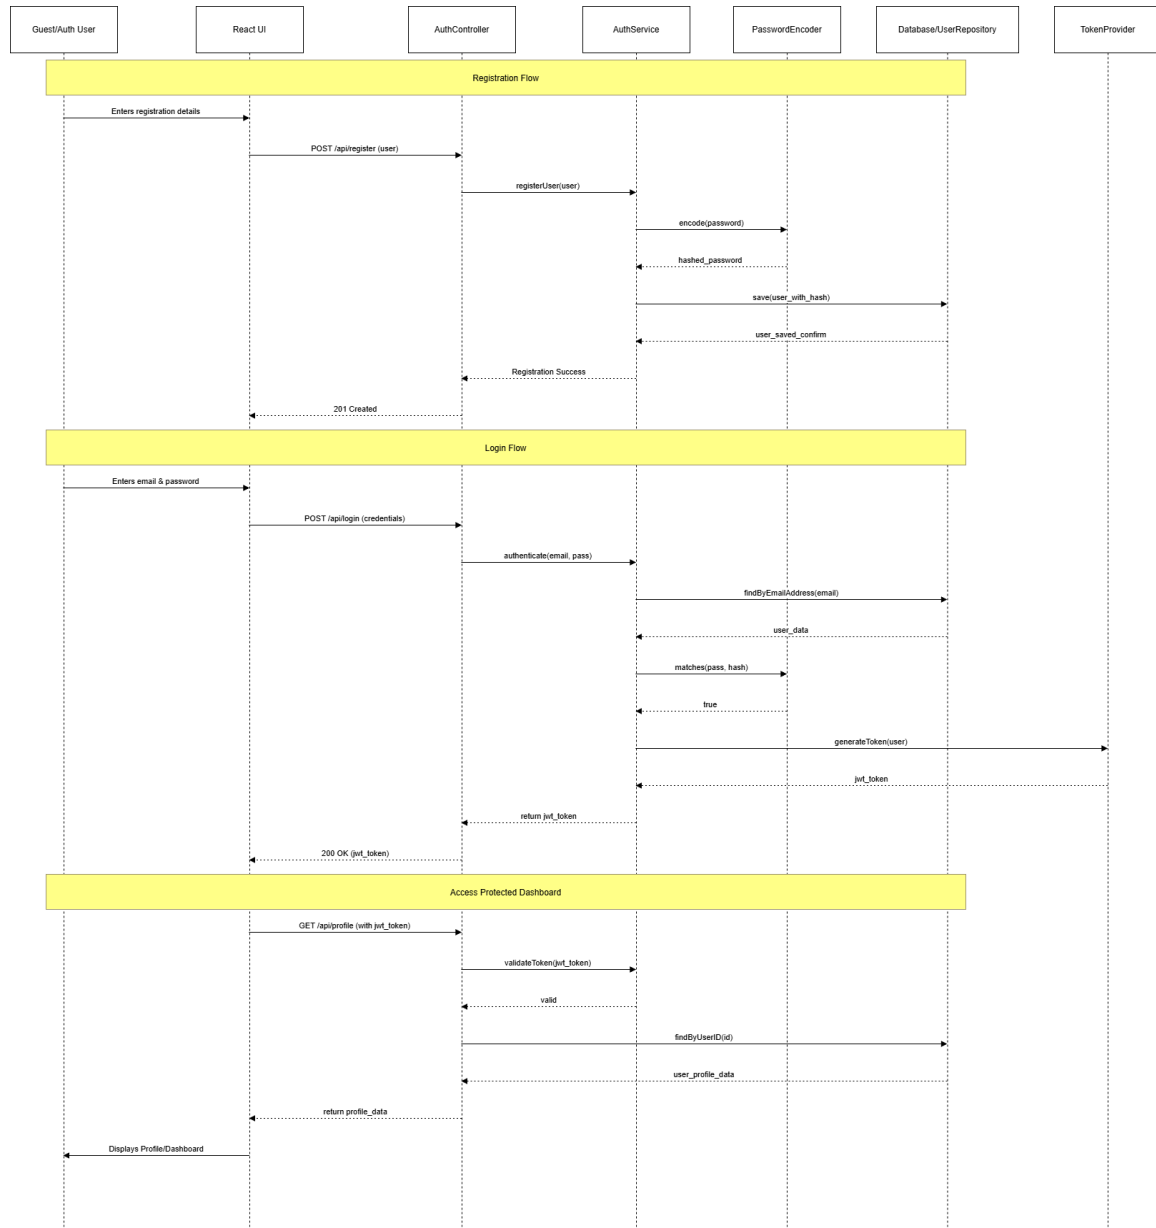 Guest/Auth User
React UI
AuthController
AuthService
PasswordEncoder
Database/UserRepository
TokenProvider
Registration Flow
Enters registration details
POST /api/register (user)
registerUser(user)
encode(password)
hashed_password
save(user_with_hash)
user_saved_confirm
Registration Success
201 Created
Login Flow
Enters email & password
POST /api/login (credentials)
authenticate(email, pass)
findByEmailAddress(email)
user_data
matches(pass, hash)
true
generateToken(user)
jwt_token
return jwt_token
200 OK (jwt_token)
Access Protected Dashboard
GET /api/profile (with jwt_token)
validateToken(jwt_token)
valid
findByUserID(id)
user_profile_data
return profile_data
Displays Profile/Dashboard